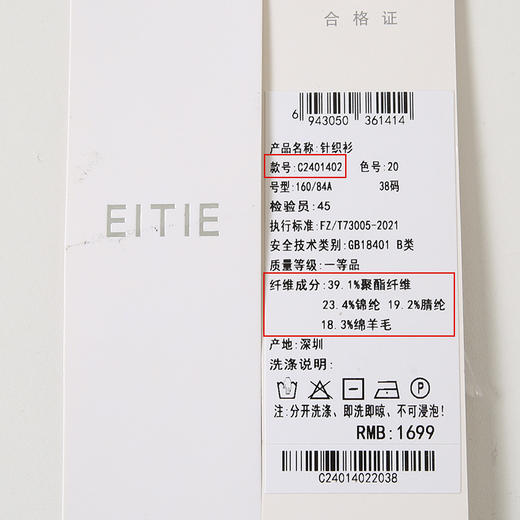 合格证
6 943050 361414
产品名称:针织衫
款号:C2401402 色号:20
号型:160/84A 38码
检验员:45
执行标准:FZ/T73005-2021
安全技术类别:GB18401 B类
质量等级:一等品
纤维成分:39.1%聚酯纤维
23.4%锦纶 19.2%腈纶
18.3%绵羊毛
产地:深圳
洗涤说明:
P
注:分开洗涤、即洗即晾、不可浸泡!
RMB:1699
C24014022038
EITIE